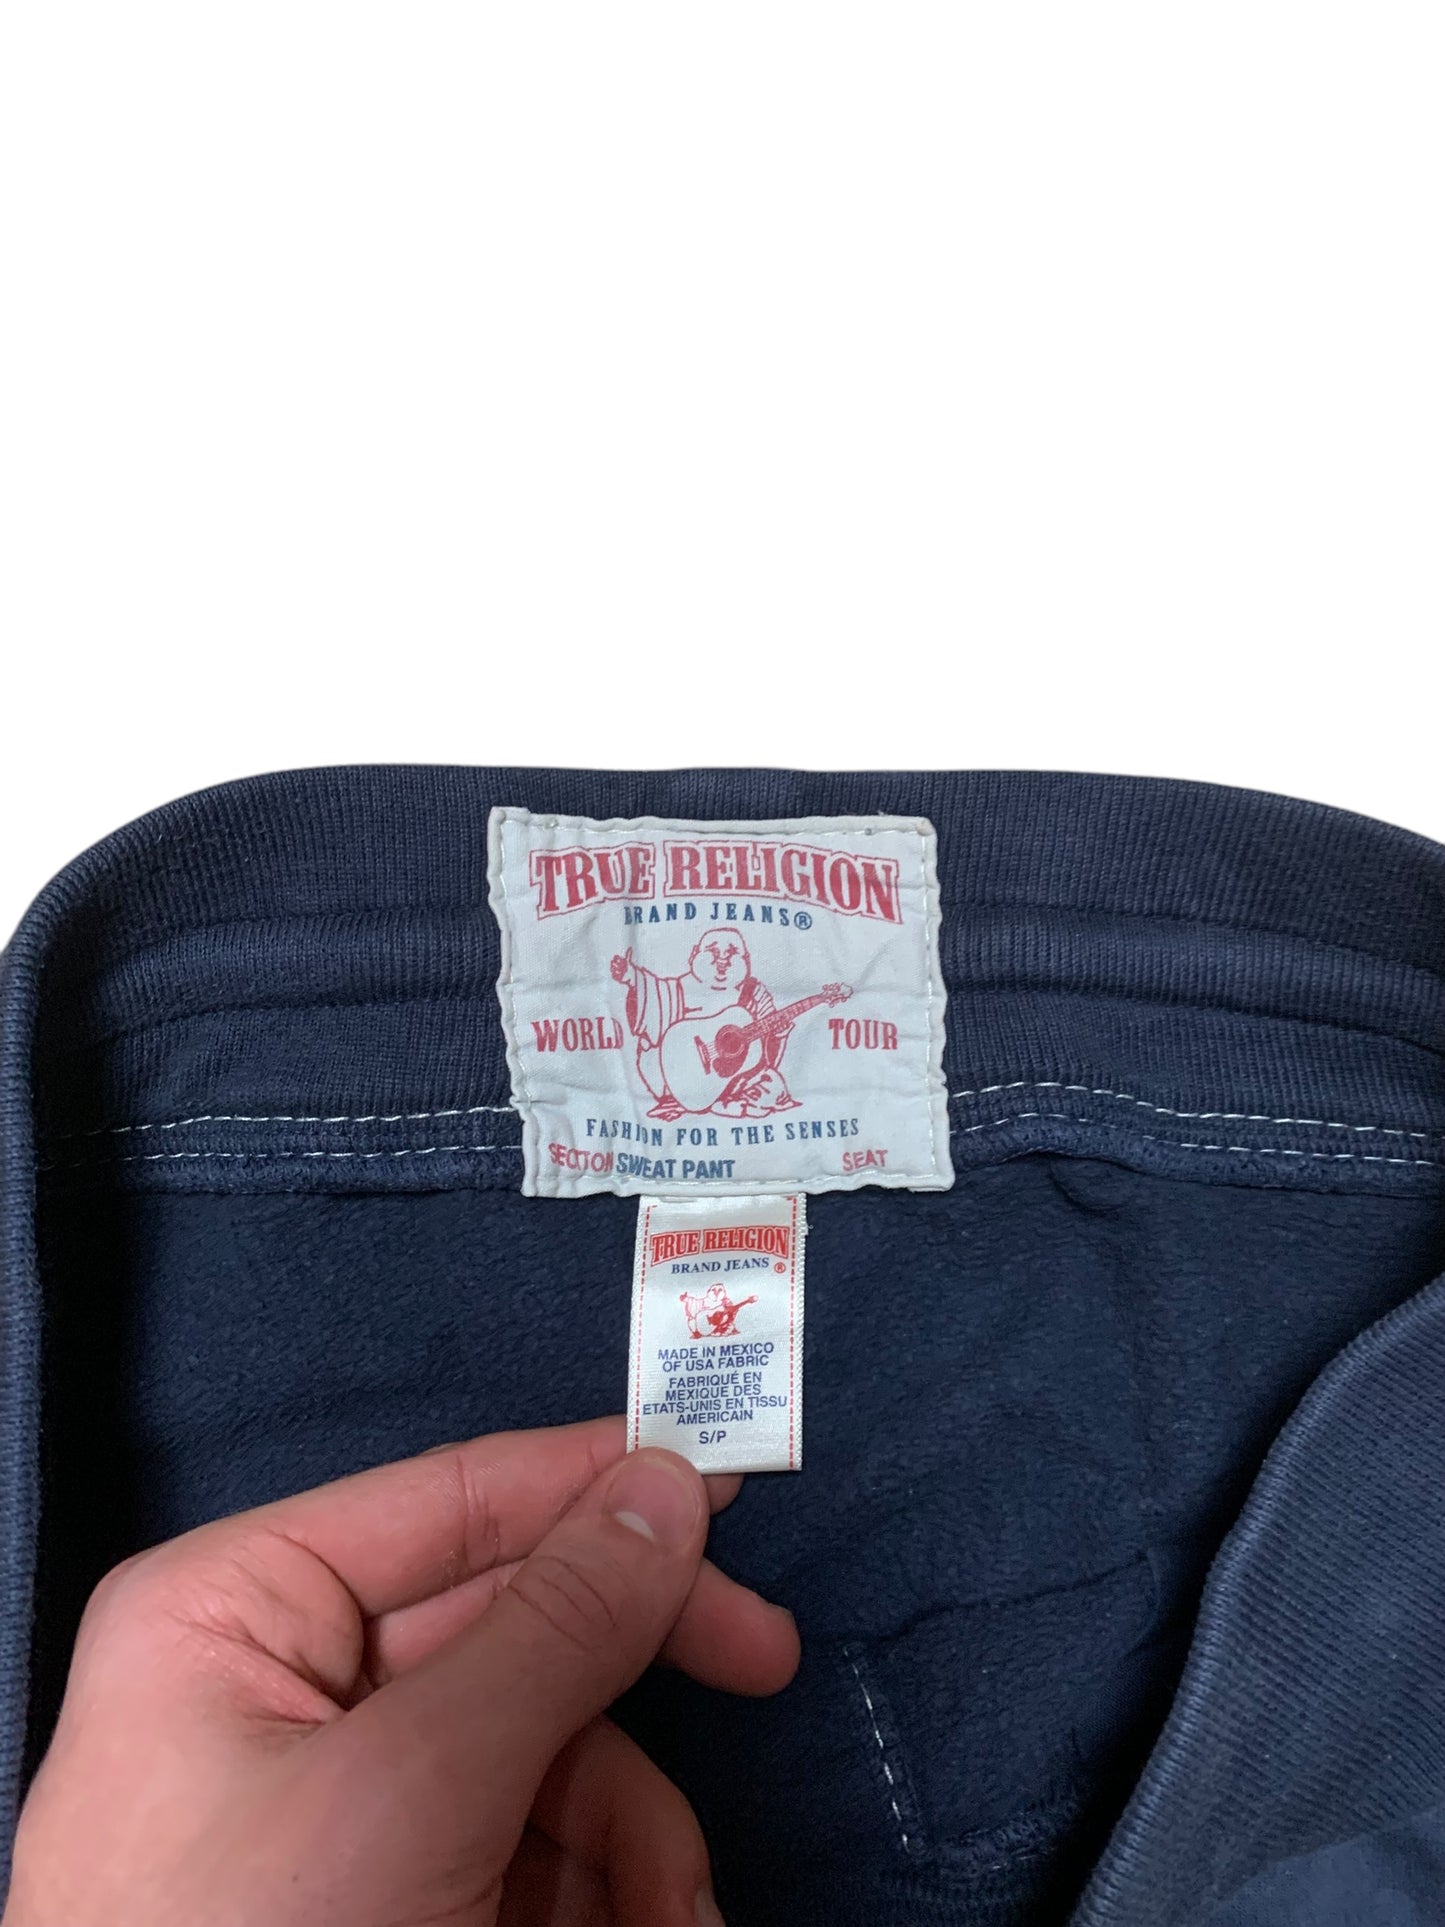 TRUE RELIGION
BRAND JEANS®
WORLD TOUR
FASHION FOR THE SENSES
SECTION SWEAT PANT SEAT
TRUE RELIGION
BRAND JEANS ®
MADE IN MEXICO
OF USA FABRIC
FABRIQUÉ EN
MEXIQUE DES
ETATS-UNIS EN TISSU
AMERICAIN
S/P